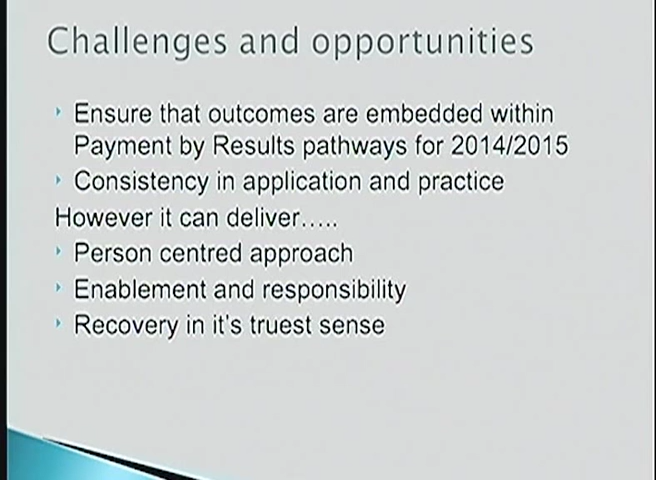 Challenges and opportunities
Ensure that outcomes are embedded within
Payment by Results pathways for 2014/2015
Consistency in application and practice
However it can deliver…..
Person centred approach
Enablement and responsibility
Recovery in it's truest sense